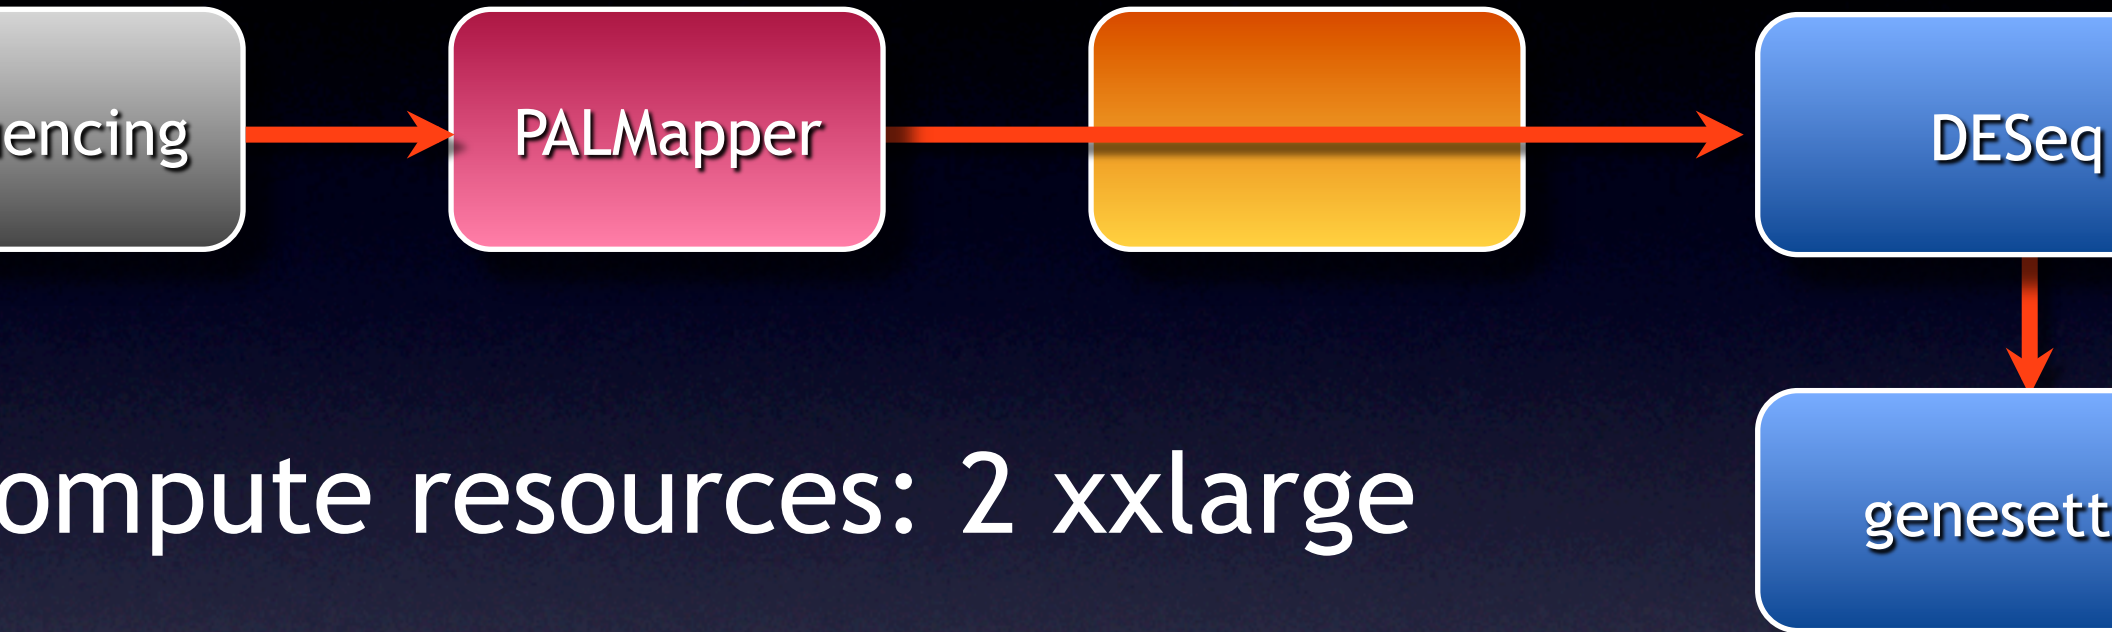 encing
PALMapper
DESeq
ompute resources: 2 xxlarge
genesett